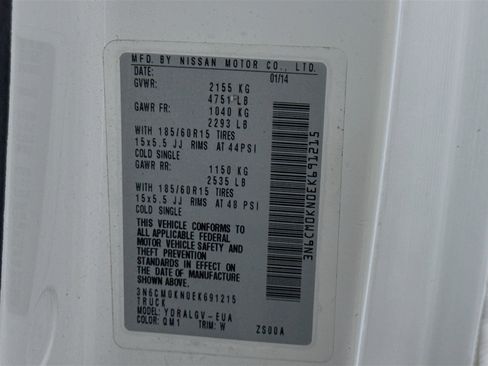 MFD. BY NISSAN MOTOR CO., LTD.
DATE: 01/14
GVWR: 2155 KG
4751 LB
GAWR FR: 1040 KG
2293 LB
WITH 185/60R15 TIRES
15x5.5 JJ RIMS AT 44PSI
COLD SINGLE
GAWR RR: 1150 KG
2535 LB
WITH 185/60R15 TIRES
15x5.5 JJ RIMS AT 48 PSI
COLD SINGLE
THIS VEHICLE CONFORMS TO
ALL APPLICABLE FEDERAL
MOTOR VEHICLE SAFETY AND
THEFT PREVENTION
STANDARDS IN EFFECT ON
THE DATE OF MANUFACTURE
SHOWN ABOVE.
3N6CM0KN0EK691215
TRUCK
MODEL: YDRALGV-EUA
COLOR: QM1 TRIM: W ZS00A
3N6CM0KN0EK691215